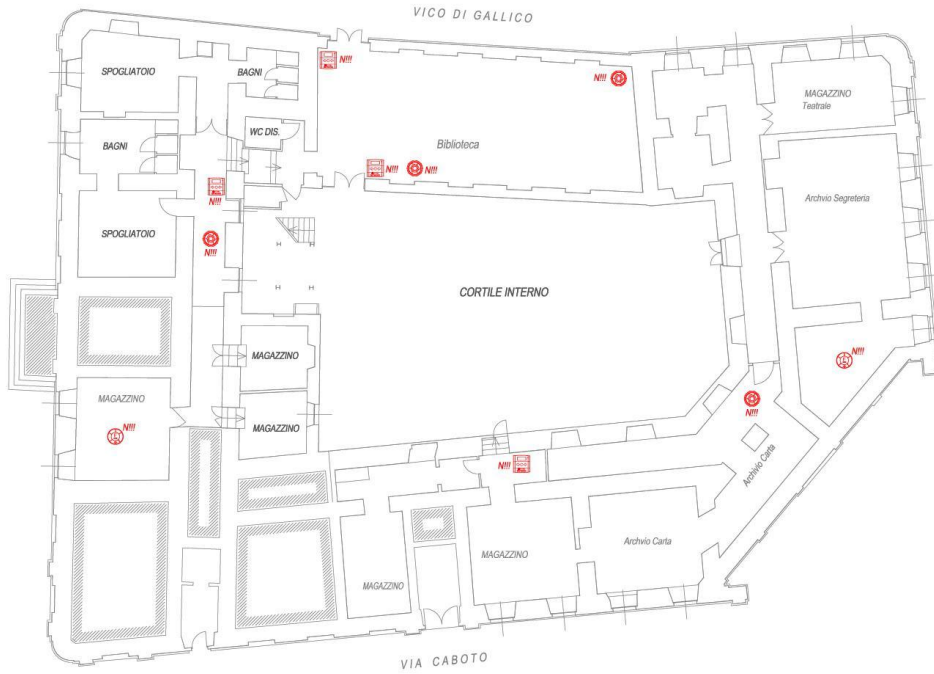 VICO DI GALLICO
SPOGLIATOIO
BAGNI
N!!!
N!!!
MAGAZZINO
Teatrale
BAGNI
WC DIS.
Biblioteca
N!!!
N!!!
N!!!
Archvio Segreteria
SPOGLIATOIO
N!!!
CORTILE INTERNO
MAGAZZINO
N!!!
MAGAZZINO
N!!!
N!!!
MAGAZZINO
N!!!
Archivio Carta
MAGAZZINO
MAGAZZINO
Archvio Carta
VIA CABOTO